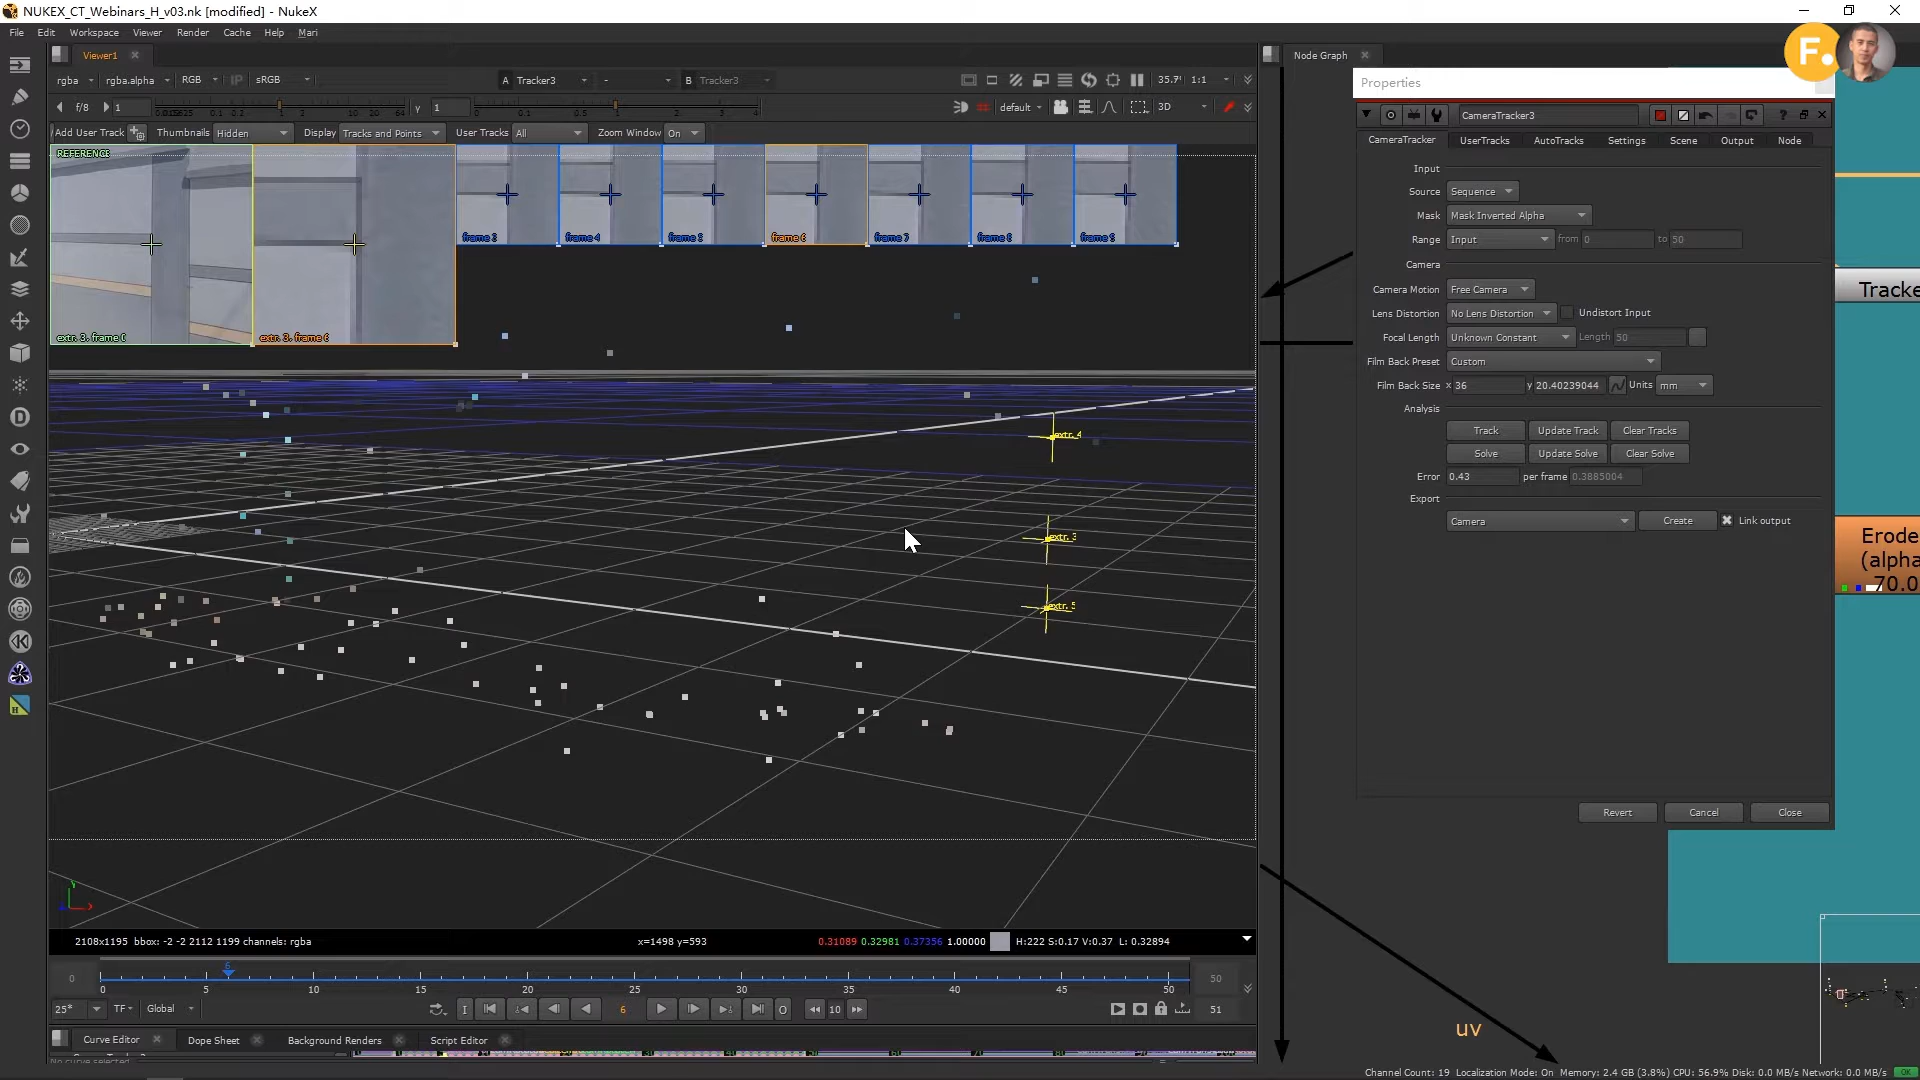 NUKEX_CT_Webinars_H_v03.nk [modified] - NukeX
File Edit Workspace Viewer Render Cache Help Mari
Viewer1
rgba rgba.alpha RGB IP sRGB A Tracker3 - B Tracker3 35.7% 1:1
f/8 1 Y 1 default 3D
Add User Track Thumbnails Hidden Display Tracks and Points User Tracks All Zoom Window On
REFERENCE
extr. 3. frame 0
extr. 3. frame 6
frame 3 frame 4 frame 5 frame 6 frame 7 frame 8 frame 9
extr. 4
extr. 3
extr. 5
2108x1195 bbox: -2 -2 2112 1199 channels: rgba x=1498 y=593 0.31089 0.32981 0.37356 1.00000 H:222 S:0.17 V:0.37 L: 0.32894
0 6 50
0 5 10 15 20 25 30 35 40 45 50
25* TF Global I 6 O 10 51
Curve Editor Dope Sheet Background Renders Script Editor
Node Graph
F.
Properties
CameraTracker3
CameraTracker UserTracks AutoTracks Settings Scene Output Node
Input
Source Sequence
Mask Mask Inverted Alpha
Range Input from 0 to 50
Camera
Camera Motion Free Camera
Lens Distortion No Lens Distortion Undistort Input
Focal Length Unknown Constant Length 50
Film Back Preset Custom
Film Back Size x 36 y 20.40239044 Units mm
Analysis
Track Update Track Clear Tracks
Solve Update Solve Clear Solve
Error 0.43 per frame 0.3885004
Export
Camera Create Link output
Revert Cancel Close
Tracke
Erode
(alpha
70.0
uv
Channel Count: 19 Localization Mode: On Memory: 2.4 GB (3.8%) CPU: 56.9% Disk: 0.0 MB/s Network: 0.0 MB/s OK